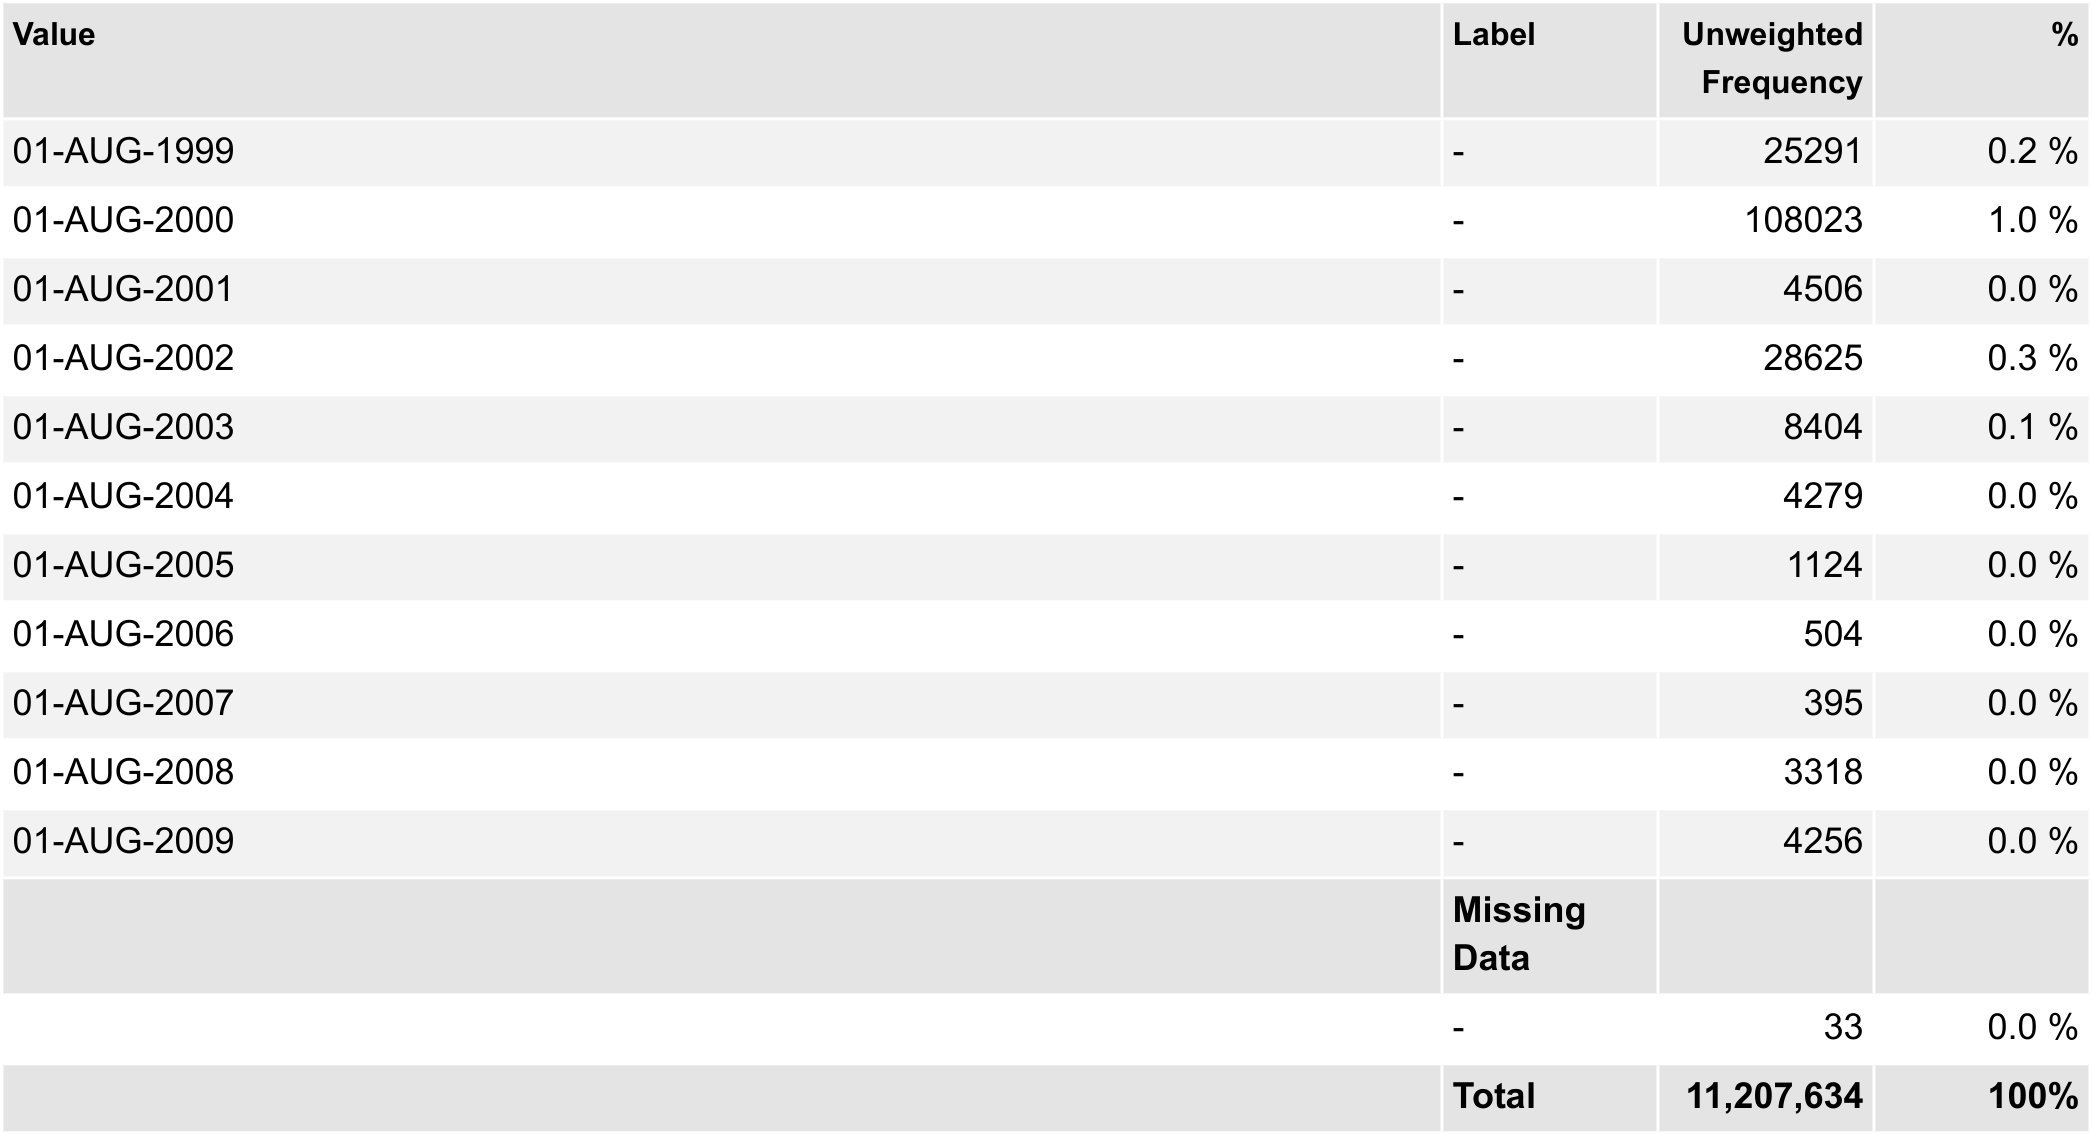 Value Label Unweighted Frequency %
01-AUG-1999 - 25291 0.2 %
01-AUG-2000 - 108023 1.0 %
01-AUG-2001 - 4506 0.0 %
01-AUG-2002 - 28625 0.3 %
01-AUG-2003 - 8404 0.1 %
01-AUG-2004 - 4279 0.0 %
01-AUG-2005 - 1124 0.0 %
01-AUG-2006 - 504 0.0 %
01-AUG-2007 - 395 0.0 %
01-AUG-2008 - 3318 0.0 %
01-AUG-2009 - 4256 0.0 %
Missing
Data
- 33 0.0 %
Total 11,207,634 100%